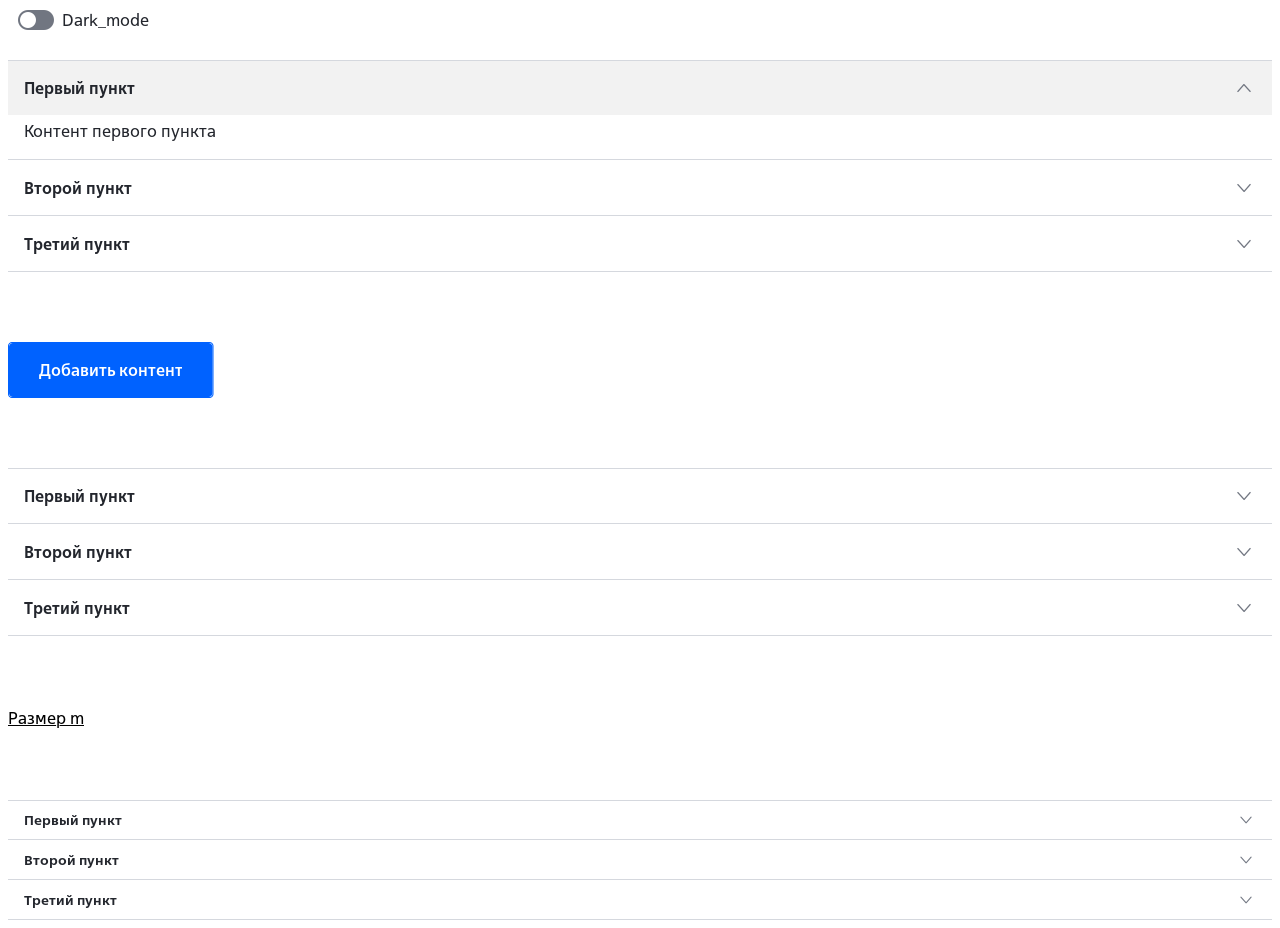 Dark_mode
Первый пункт
Контент первого пункта
Второй пункт
Третий пункт
Добавить контент
Первый пункт
Второй пункт
Третий пункт
Размер m
Первый пункт
Второй пункт
Третий пункт